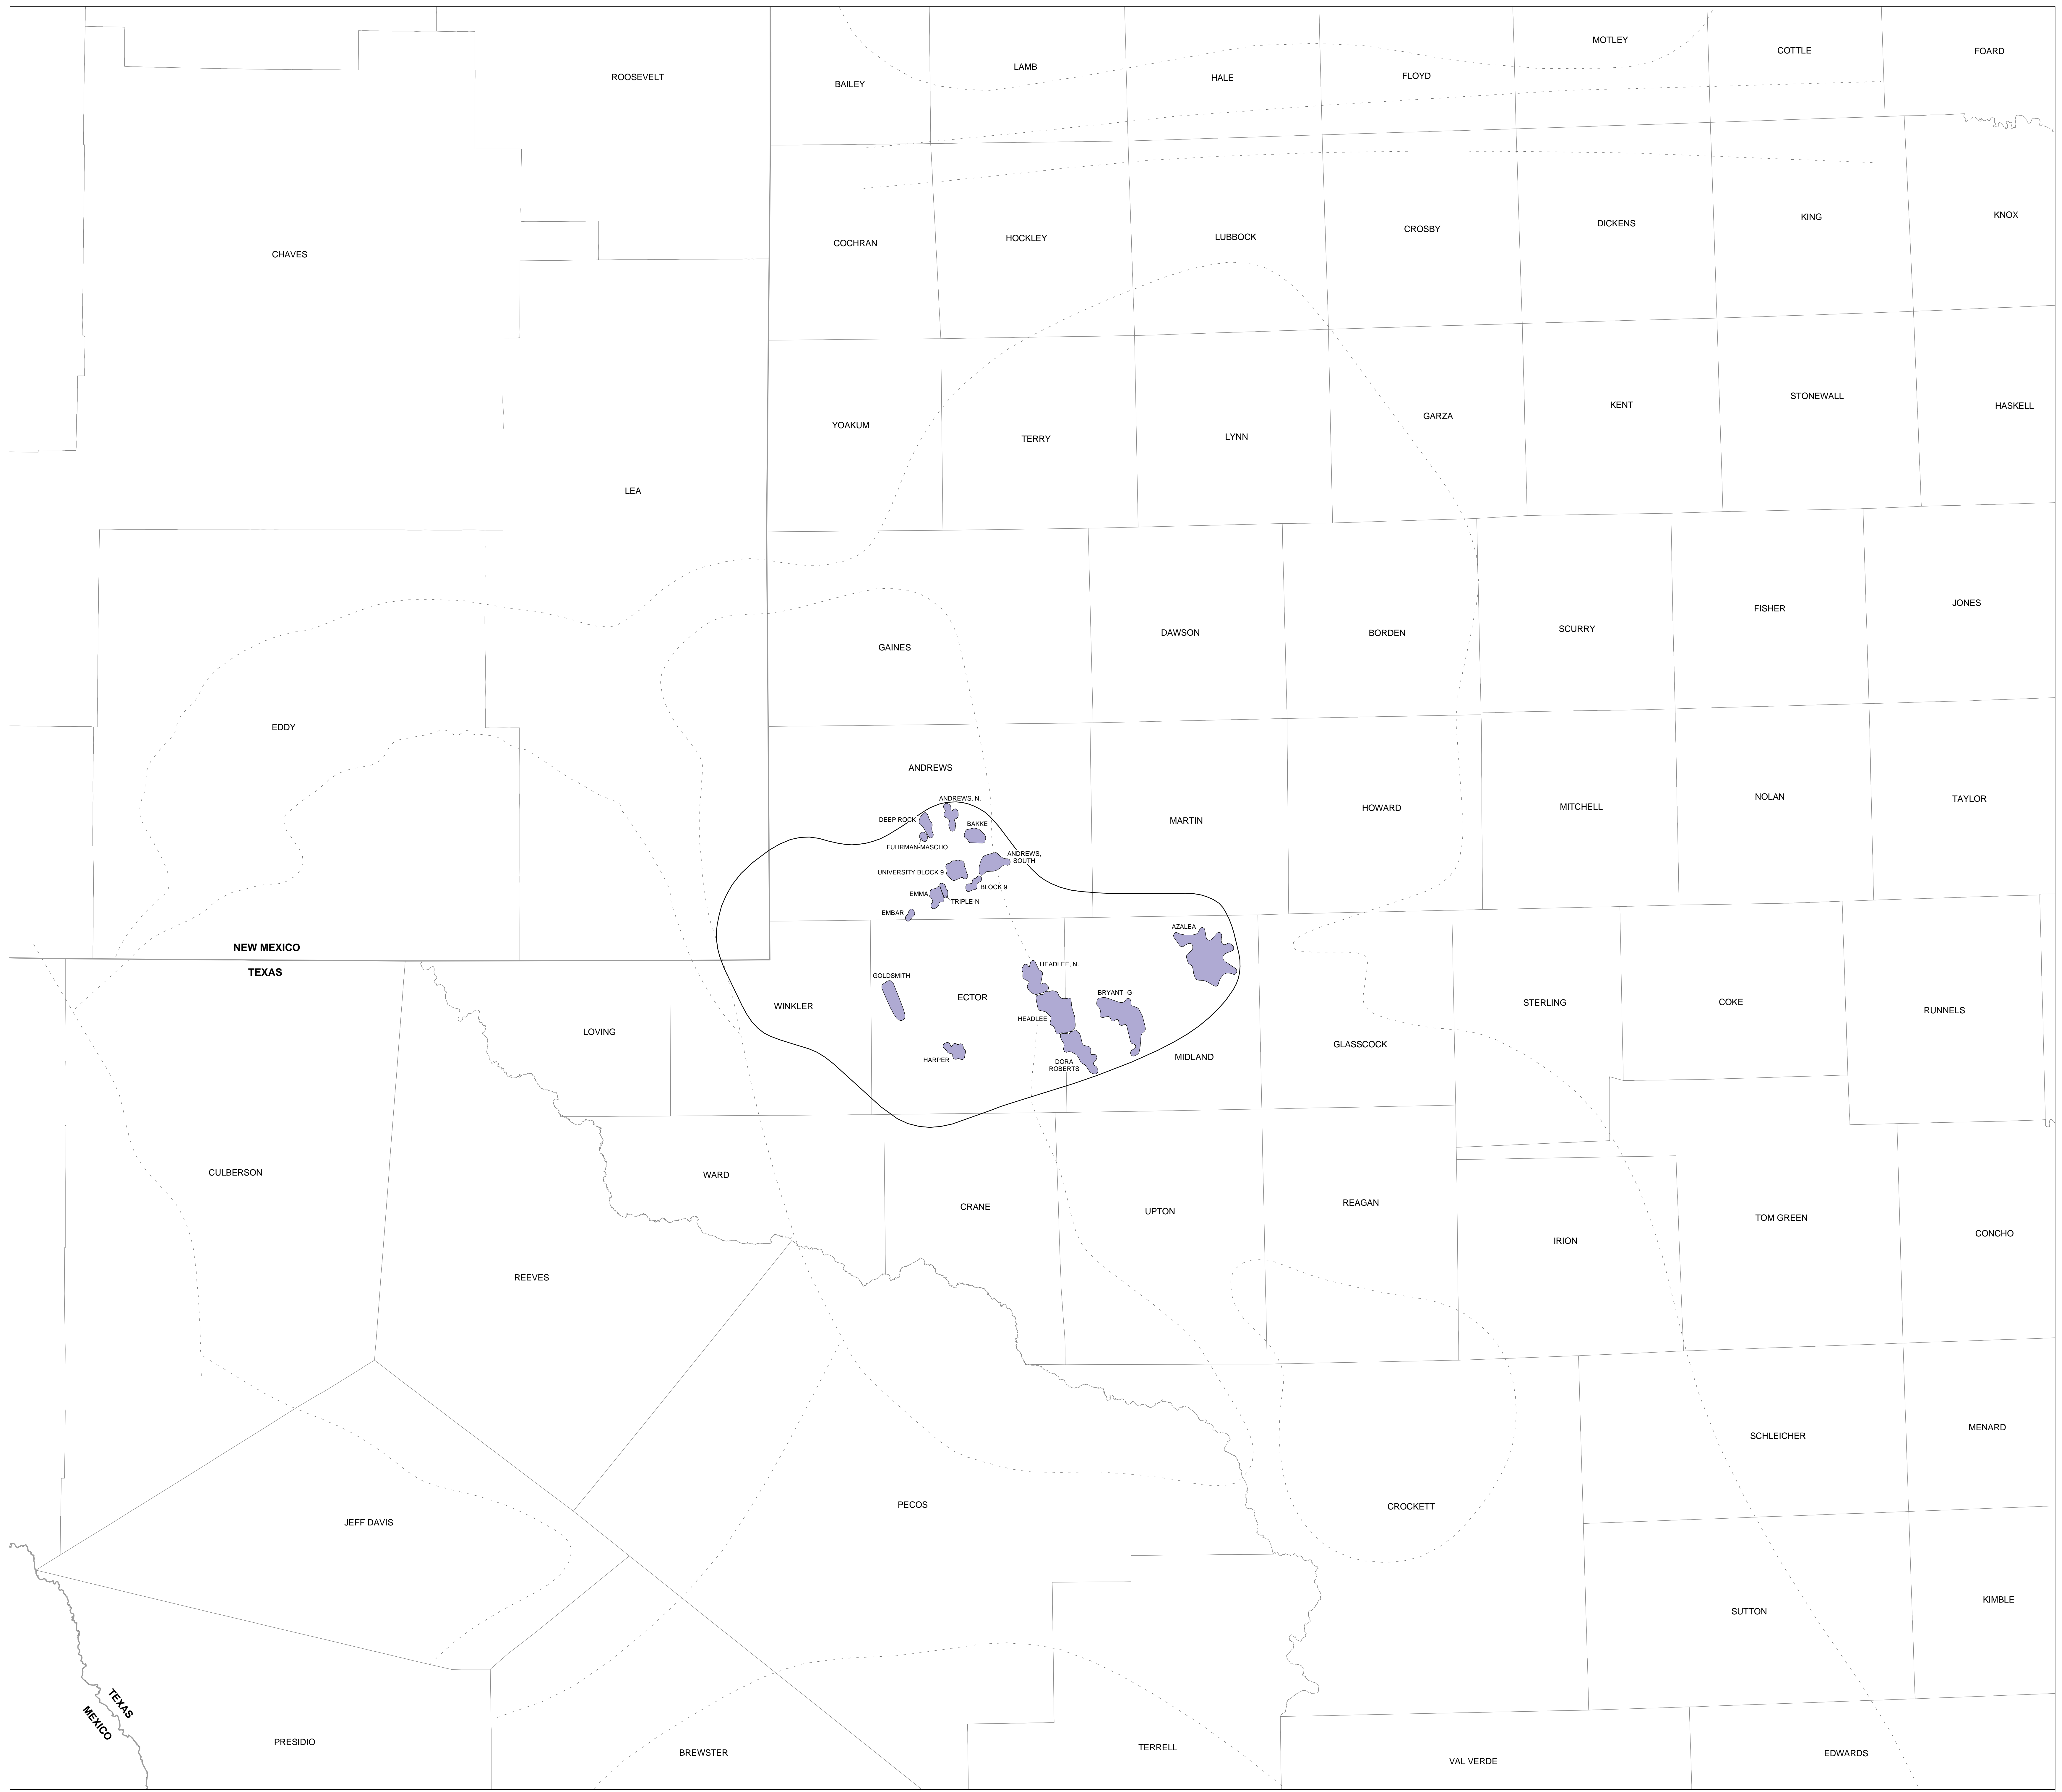 MOTLEY
COTTLE
FOARD
ROOSEVELT
BAILEY
LAMB
HALE
FLOYD
CHAVES
COCHRAN
HOCKLEY
LUBBOCK
CROSBY
DICKENS
KING
KNOX
YOAKUM
TERRY
LYNN
GARZA
KENT
STONEWALL
HASKELL
LEA
GAINES
DAWSON
BORDEN
SCURRY
FISHER
JONES
EDDY
ANDREWS
MARTIN
HOWARD
MITCHELL
NOLAN
TAYLOR
ANDREWS, N.
DEEP ROCK
BAKKE
FUHRMAN-MASCHO
ANDREWS,
SOUTH
UNIVERSITY BLOCK 9
BLOCK 9
EMMA
TRIPLE-N
EMBAR
AZALEA
NEW MEXICO
TEXAS
GOLDSMITH
HEADLEE, N.
BRYANT -G-
WINKLER
ECTOR
HEADLEE
LOVING
HARPER
DORA
ROBERTS
MIDLAND
GLASSCOCK
STERLING
COKE
RUNNELS
CULBERSON
WARD
CRANE
UPTON
REAGAN
IRION
TOM GREEN
CONCHO
REEVES
PECOS
CROCKETT
SCHLEICHER
MENARD
JEFF DAVIS
SUTTON
KIMBLE
TEXAS
MEXICO
PRESIDIO
BREWSTER
TERRELL
VAL VERDE
EDWARDS